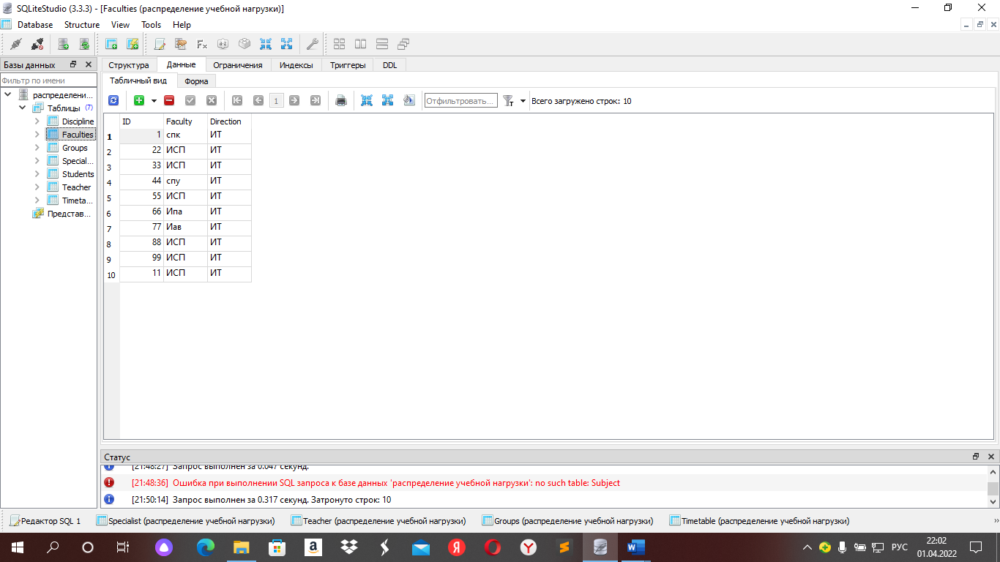 SQLiteStudio (3.3.3) - [Faculties (распределение учебной нагрузки)]
Database Structure View Tools Help
Базы данных
Фильтр по имени
распределени...
Таблицы (7)
Discipline
Faculties
Groups
Special...
Students
Teacher
Timeta...
Представ...
Структура Данные Ограничения Индексы Триггеры DDL
Табличный вид Форма
1 Отфильтровать... Всего загружено строк: 10
ID Faculty Direction
1 1 спк ИТ
2 22 ИСП ИТ
3 33 ИСП ИТ
4 44 спу ИТ
5 55 ИСП ИТ
6 66 Ипа ИТ
7 77 Иав ИТ
8 88 ИСП ИТ
9 99 ИСП ИТ
10 11 ИСП ИТ
Статус
[21:48:27] Запрос выполнен за 0.047 секунд.
[21:48:36] Ошибка при выполнении SQL запроса к базе данных 'распределение учебной нагрузки': no such table: Subject
[21:50:14] Запрос выполнен за 0.317 секунд. Затронуто строк: 10
Редактор SQL 1 Specialist (распределение учебной нагрузки) Teacher (распределение учебной нагрузки) Groups (распределение учебной нагрузки) Timetable (распределение учебной нагрузки) »
РУС 22:02
01.04.2022